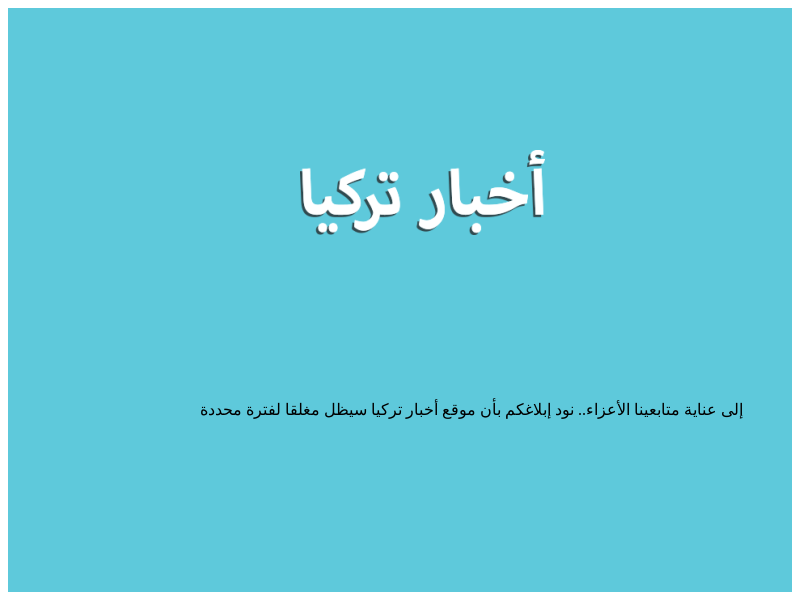 أخبار تركيا
إلى عناية متابعينا الأعزاء.. نود إبلاغكم بأن موقع أخبار تركيا سيظل مغلقا لفترة محددة